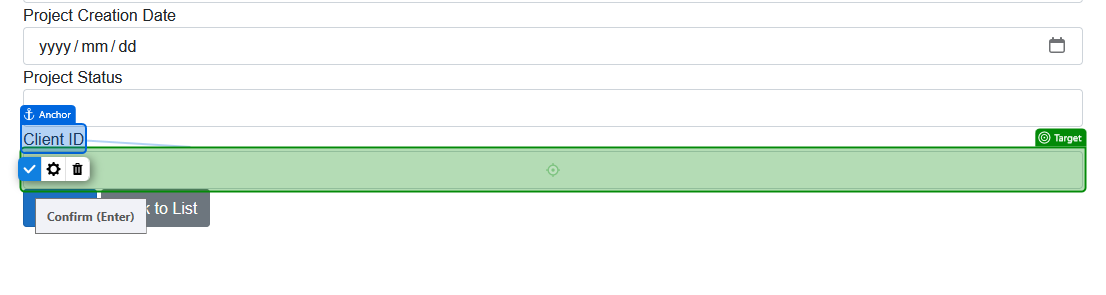 Project Creation Date
yyyy/mm/dd
Project Status
Anchor
Client ID
Target
to List
Confirm (Enter)